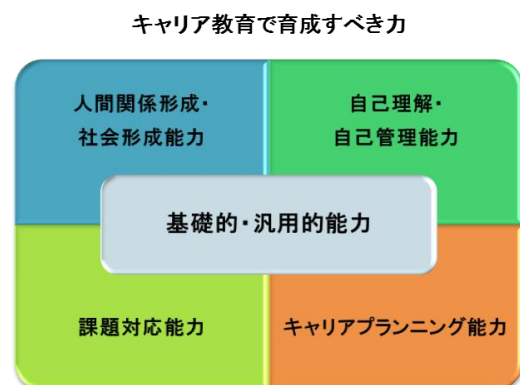 キャリア教育で育成すべき力
人間関係形成・
社会形成能力
自己理解・
自己管理能力
基礎的・汎用的能力
課題対応能力
キャリアプランニング能力